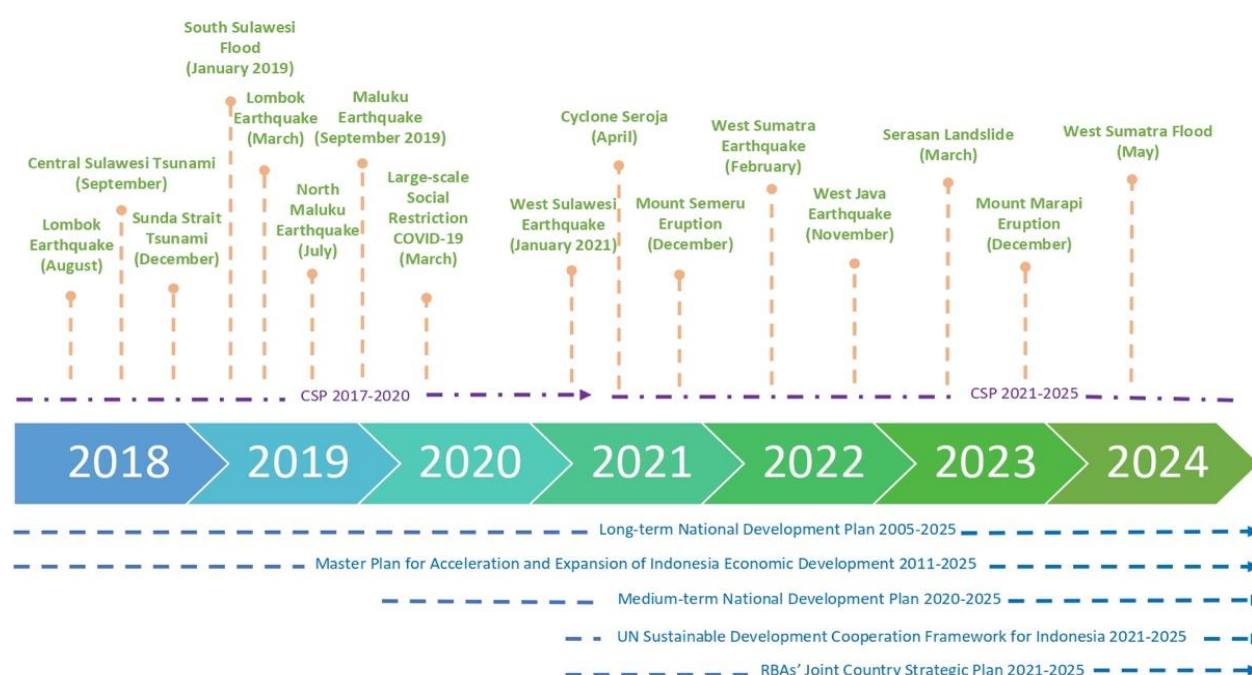 South Sulawesi
Flood
(January 2019)
Lombok
Earthquake
(March)
Maluku
Earthquake
(September 2019)
Central Sulawesi Tsunami
(September)
Lombok
Earthquake
(August)
Sunda Strait
Tsunami
(December)
North
Maluku
Earthquake
(July)
Large-scale
Social
Restriction
COVID-19
(March)
Cyclone Seroja
(April)
West Sulawesi
Earthquake
(January 2021)
Mount Semeru
Eruption
(December)
West Sumatra
Earthquake
(February)
West Java
Earthquake
(November)
Serasan Landslide
(March)
Mount Marapi
Eruption
(December)
West Sumatra Flood
(May)
CSP 2017-2020
CSP 2021-2025
2018 2019 2020 2021 2022 2023 2024
Long-term National Development Plan 2005-2025
Master Plan for Acceleration and Expansion of Indonesia Economic Development 2011-2025
Medium-term National Development Plan 2020-2025
UN Sustainable Development Cooperation Framework for Indonesia 2021-2025
RBAs' Joint Country Strategic Plan 2021-2025